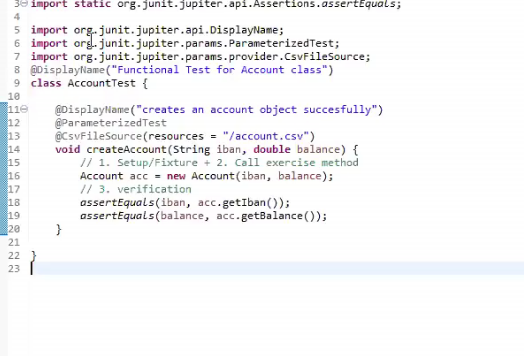 3 import static org.junit.jupiter.api.Assertions.assertEquals;
4
5 import org.junit.jupiter.api.DisplayName;
6 import org.junit.jupiter.params.ParameterizedTest;
7 import org.junit.jupiter.params.provider.CsvFileSource;
8 @DisplayName("Functional Test for Account class")
9 class AccountTest {
10
11 @DisplayName("creates an account object succesfully")
12 @ParameterizedTest
13 @CsvFileSource(resources = "/account.csv")
14 void createAccount(String iban, double balance) {
15 // 1. Setup/Fixture + 2. Call exercise method
16 Account acc = new Account(iban, balance);
17 // 3. verification
18 assertEquals(iban, acc.getIban());
19 assertEquals(balance, acc.getBalance());
20 }
21
22 }
23